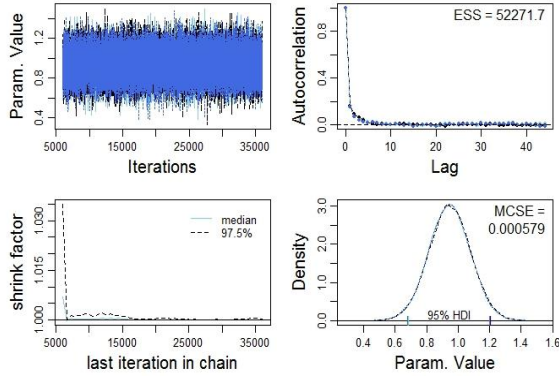 Param. Value
0.4 0.8 1.2
5000 15000 25000 35000
Iterations
Autocorrelation
0.0 0.4 0.8
ESS = 52271.7
0 10 20 30 40
Lag
shrink factor
1.000 1.015 1.030
median
97.5%
5000 15000 25000 35000
last iteration in chain
Density
0.0 1.0 2.0 3.0
MCSE =
0.000579
95% HDI
0.4 0.6 0.8 1.0 1.2 1.4 1.6
Param. Value